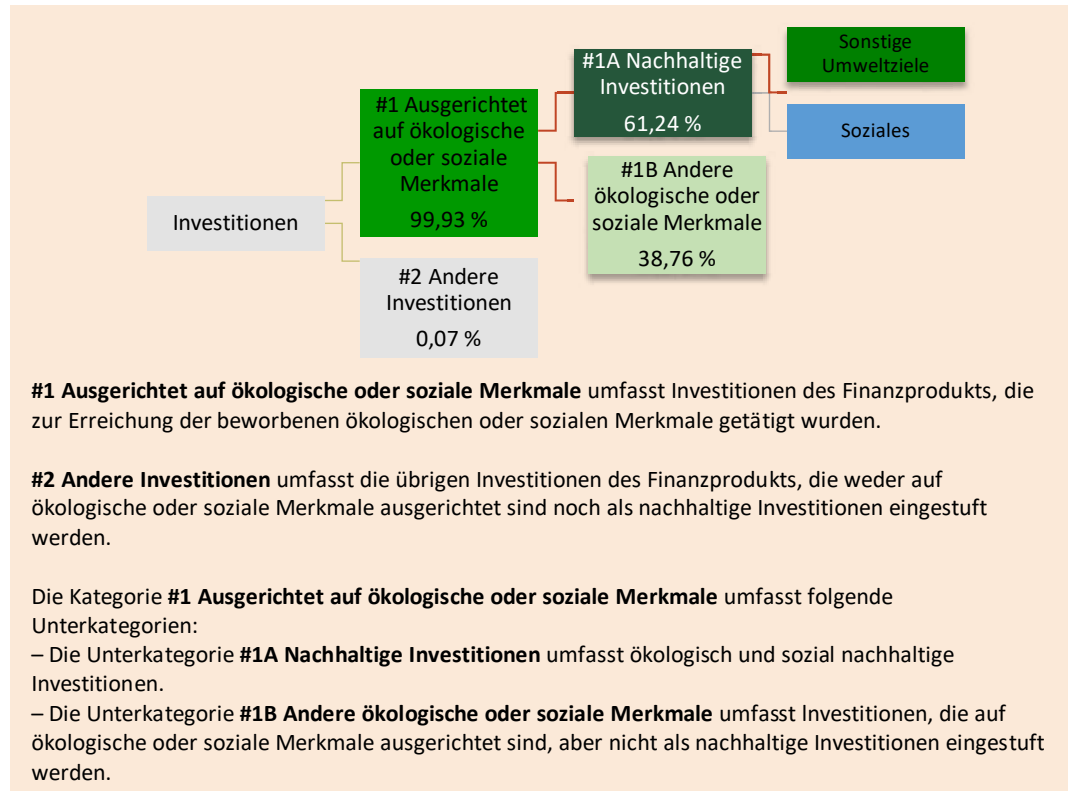 Investitionen
#1 Ausgerichtet
auf ökologische
oder soziale
Merkmale
99,93 %
#2 Andere
Investitionen
0,07 %
#1A Nachhaltige
Investitionen
61,24 %
#1B Andere
ökologische oder
soziale Merkmale
38,76 %
Sonstige
Umweltziele
Soziales
#1 Ausgerichtet auf ökologische oder soziale Merkmale umfasst Investitionen des Finanzprodukts, die
zur Erreichung der beworbenen ökologischen oder sozialen Merkmale getätigt wurden.
#2 Andere Investitionen umfasst die übrigen Investitionen des Finanzprodukts, die weder auf
ökologische oder soziale Merkmale ausgerichtet sind noch als nachhaltige Investitionen eingestuft
werden.
Die Kategorie #1 Ausgerichtet auf ökologische oder soziale Merkmale umfasst folgende
Unterkategorien:
– Die Unterkategorie #1A Nachhaltige Investitionen umfasst ökologisch und sozial nachhaltige
Investitionen.
– Die Unterkategorie #1B Andere ökologische oder soziale Merkmale umfasst Investitionen, die auf
ökologische oder soziale Merkmale ausgerichtet sind, aber nicht als nachhaltige Investitionen eingestuft
werden.